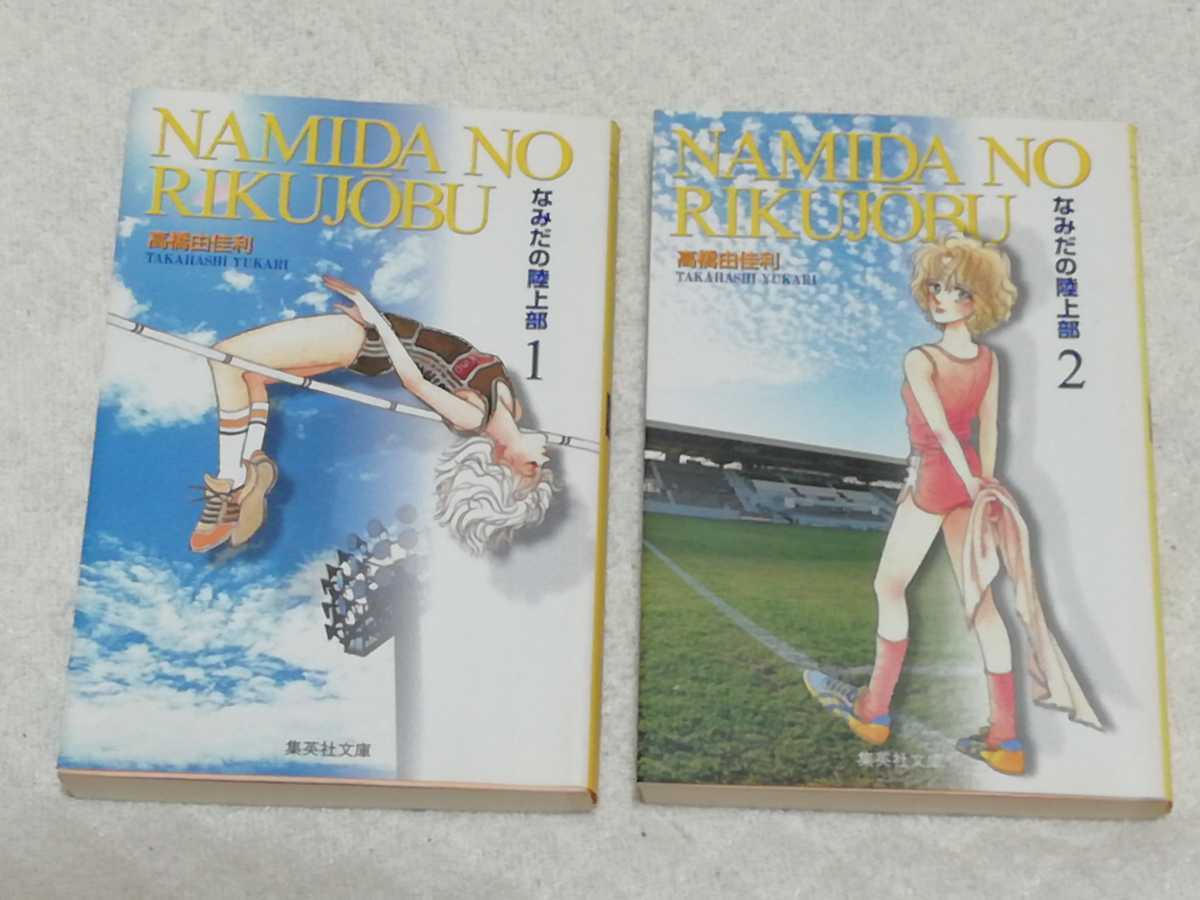 NAMIDA NO
RIKUJŌBU
なみだの陸上部
1
高橋由佳利
TAKAHASHI YUKARI
集英社文庫
NAMIDA NO
RIKUJŌBU
なみだの陸上部
2
高橋由佳利
TAKAHASHI YUKARI
集英社文庫